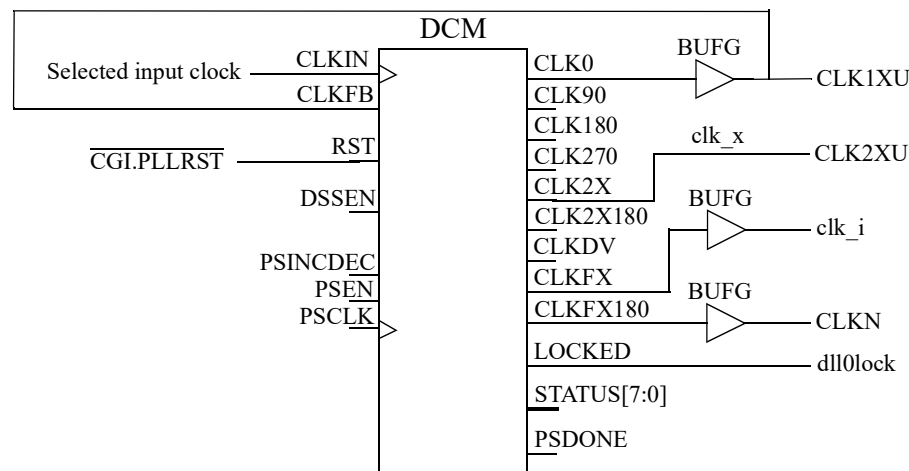 DCM
BUFG
CLKIN
CLK0
Selected input clock
CLK1XU
CLKFB
CLK90
CLK180
clk_x
CGI.PLLRST
RST
CLK270
CLK2XU
CLK2X
BUFG
DSSEN
CLK2X180
clk_i
CLKDV
PSINCDEC
CLKFX
PSEN
BUFG
CLKFX180
PSCLK
CLKN
LOCKED
dll0lock
STATUS[7:0]
PSDONE